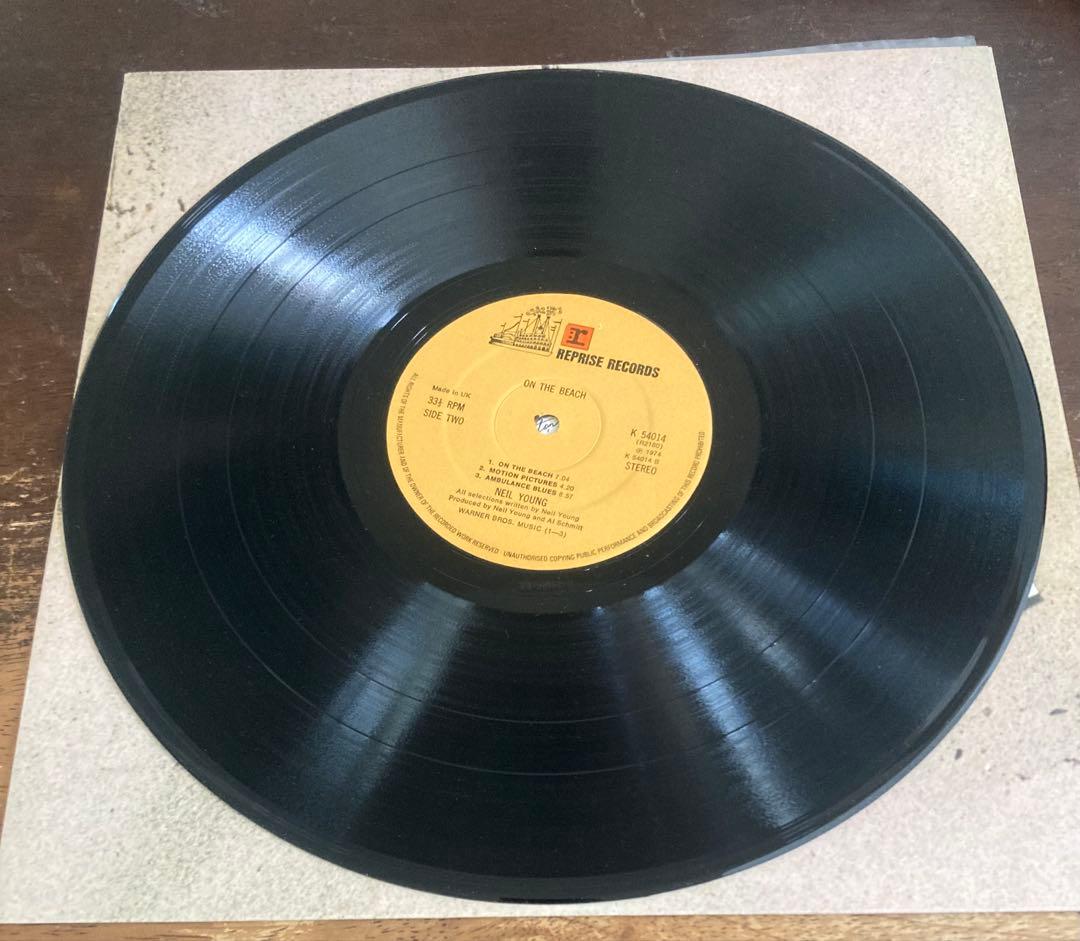 r
REPRISE RECORDS
ON THE BEACH
Made in UK
33⅓ RPM
SIDE TWO
K 54014
(R2180)
℗ 1974
K 54014 B
STEREO
1. ON THE BEACH 7.04
2. MOTION PICTURES 4.20
3. AMBULANCE BLUES 8.57
NEIL YOUNG
All selections written by Neil Young
Produced by Neil Young and Al Schmitt
WARNER BROS. MUSIC (1—3)
ALL RIGHTS OF THE MANUFACTURER AND OF THE OWNER OF THE RECORDED WORK RESERVED · UNAUTHORISED COPYING PUBLIC PERFORMANCE AND BROADCASTING OF THIS RECORD PROHIBITED